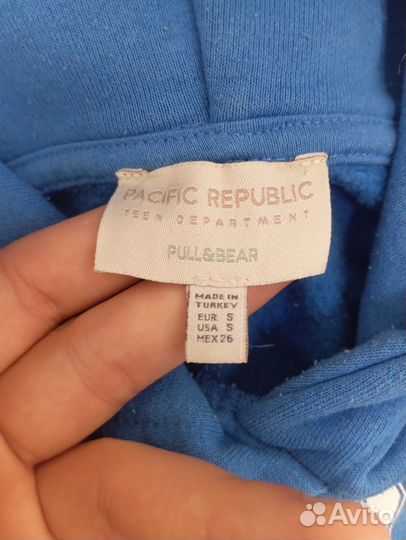 PACIFIC REPUBLIC
TEEN DEPARTMENT
PULL&BEAR
MADE IN
TURKEY
EUR S
USA S
MEX 26
Avito